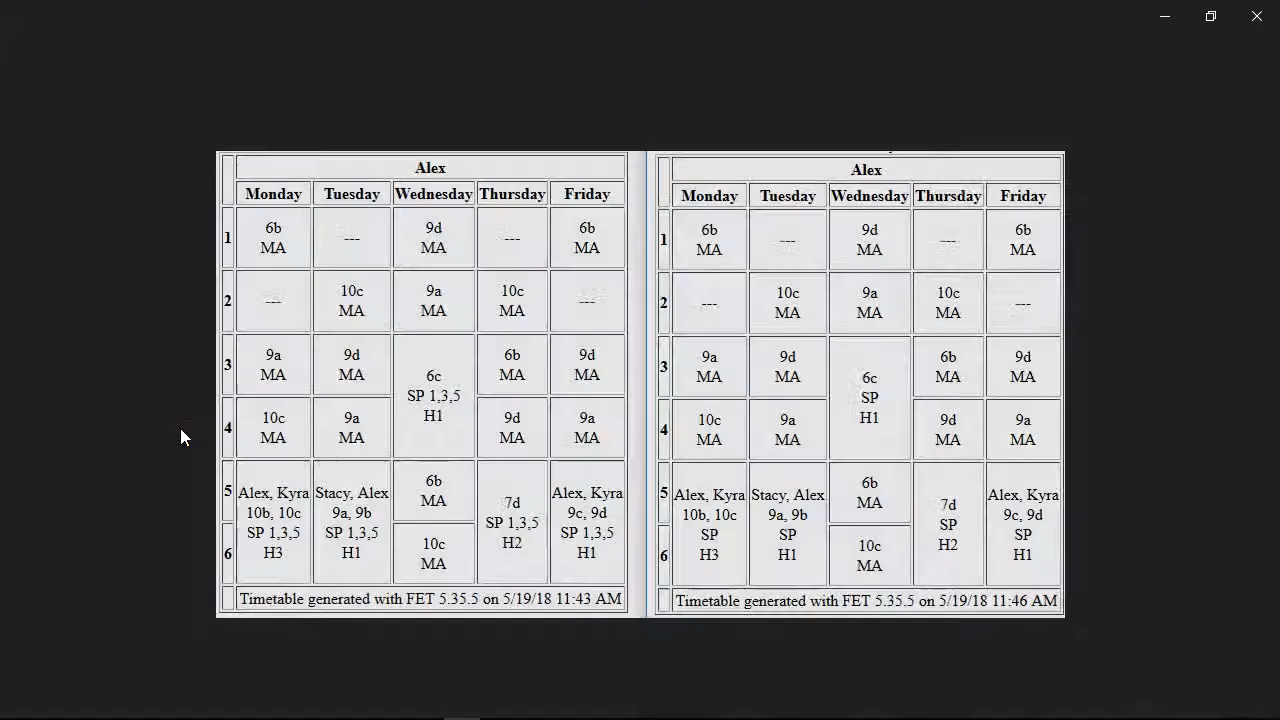 Alex
Monday Tuesday Wednesday Thursday Friday
1 6b MA --- 9d MA --- 6b MA
2 --- 10c MA 9a MA 10c MA ---
3 9a MA 9d MA 6c SP 1,3,5 H1 6b MA 9d MA
4 10c MA 9a MA 9d MA 9a MA
5 Alex, Kyra 10b, 10c SP 1,3,5 H3 Stacy, Alex 9a, 9b SP 1,3,5 H1 6b MA 7d SP 1,3,5 H2 Alex, Kyra 9c, 9d SP 1,3,5 H1
6 10c MA
Timetable generated with FET 5.35.5 on 5/19/18 11:43 AM
Alex
Monday Tuesday Wednesday Thursday Friday
1 6b MA --- 9d MA --- 6b MA
2 --- 10c MA 9a MA 10c MA ---
3 9a MA 9d MA 6c SP H1 6b MA 9d MA
4 10c MA 9a MA 9d MA 9a MA
5 Alex, Kyra 10b, 10c SP H3 Stacy, Alex 9a, 9b SP H1 6b MA 7d SP H2 Alex, Kyra 9c, 9d SP H1
6 10c MA
Timetable generated with FET 5.35.5 on 5/19/18 11:46 AM